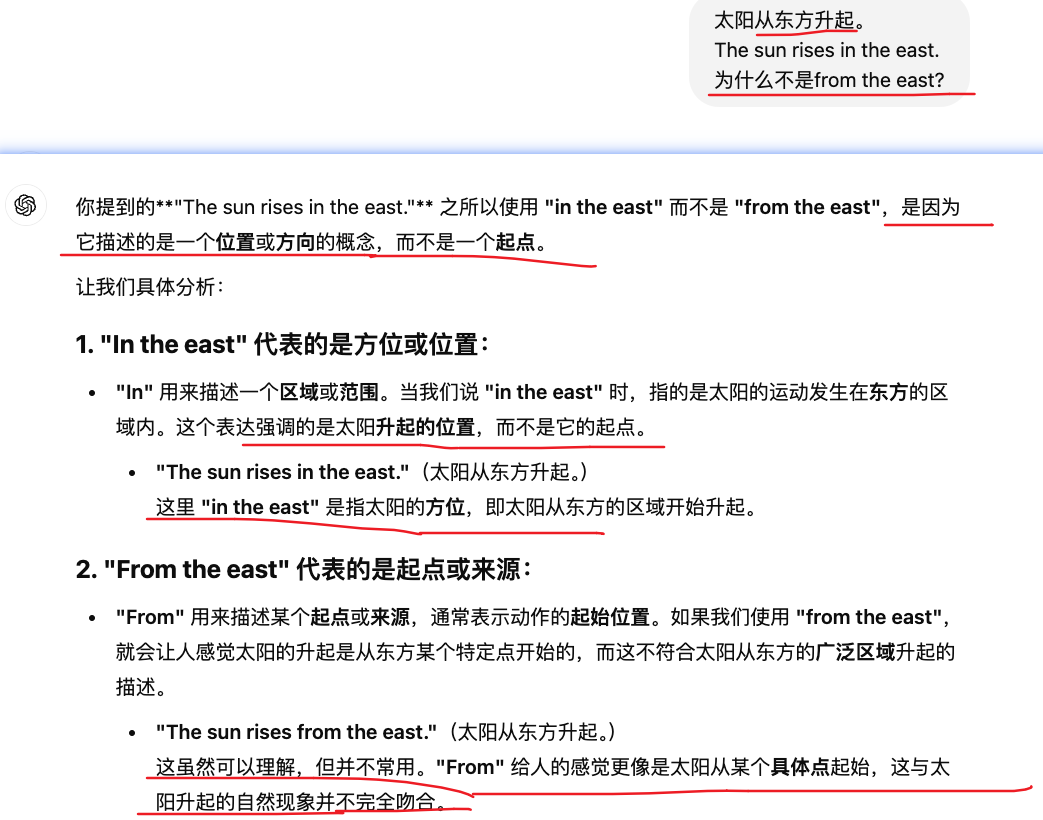 太阳从东方升起。
The sun rises in the east.
为什么不是from the east?
你提到的**"The sun rises in the east."** 之所以使用 "in the east" 而不是 "from the east"，是因为
它描述的是一个位置或方向的概念，而不是一个起点。
让我们具体分析：
1. "In the east" 代表的是方位或位置：
• "In" 用来描述一个区域或范围。当我们说 "in the east" 时，指的是太阳的运动发生在东方的区
域内。这个表达强调的是太阳升起的位置，而不是它的起点。
• "The sun rises in the east."（太阳从东方升起。）
这里 "in the east" 是指太阳的方位，即太阳从东方的区域开始升起。
2. "From the east" 代表的是起点或来源：
• "From" 用来描述某个起点或来源，通常表示动作的起始位置。如果我们使用 "from the east"，
就会让人感觉太阳的升起是从东方某个特定点开始的，而这不符合太阳从东方的广泛区域升起的
描述。
• "The sun rises from the east."（太阳从东方升起。）
这虽然可以理解，但并不常用。"From" 给人的感觉更像是太阳从某个具体点起始，这与太
阳升起的自然现象并不完全吻合。